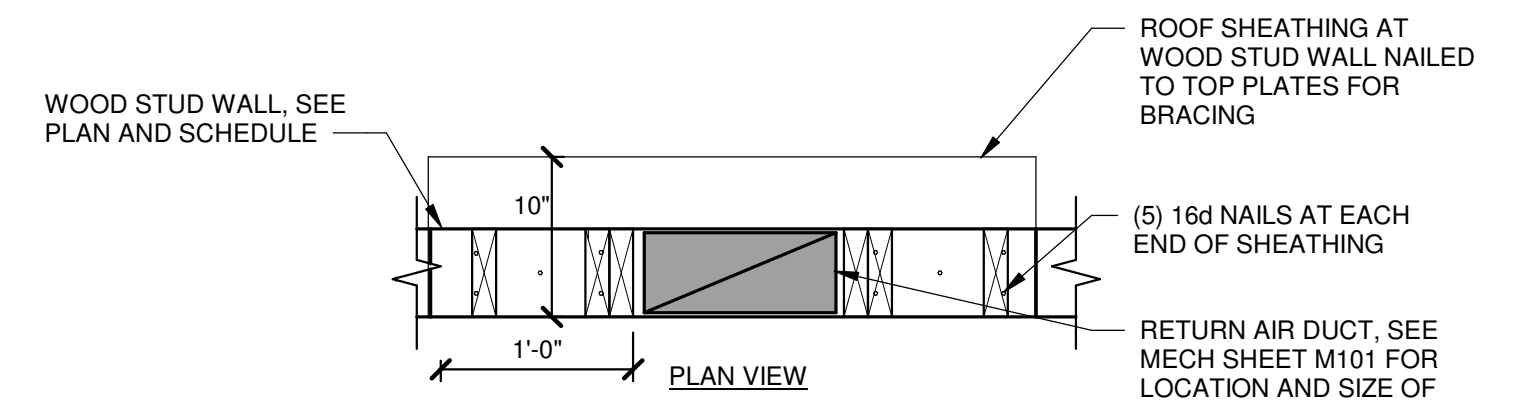 ROOF SHEATHING AT
WOOD STUD WALL NAILED
TO TOP PLATES FOR
BRACING
WOOD STUD WALL, SEE
PLAN AND SCHEDULE
10"
(5) 16d NAILS AT EACH
END OF SHEATHING
1'-0"
PLAN VIEW
RETURN AIR DUCT, SEE
MECH SHEET M101 FOR
LOCATION AND SIZE OF